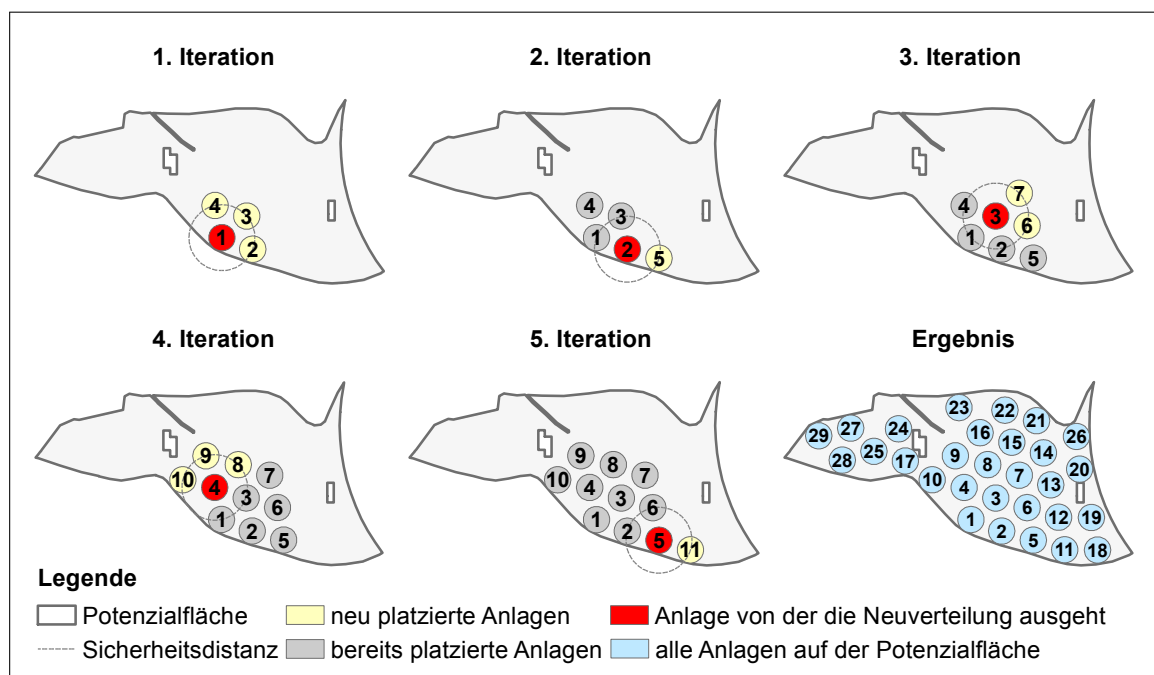 1. Iteration 2. Iteration 3. Iteration
4 3 1 2
4 3 1 2 5
7 4 3 6 1 2 5
4. Iteration 5. Iteration Ergebnis
9 8 7 10 4 3 6 1 2 5
9 8 7 10 4 3 6 1 2 5 11
23 22 21 29 27 24 16 15 26 28 25 17 9 8 14 20 10 4 7 13 3 6 12 19 1 2 5 11 18
Legende
Potenzialfläche neu platzierte Anlagen Anlage von der die Neuverteilung ausgeht
Sicherheitsdistanz bereits platzierte Anlagen alle Anlagen auf der Potenzialfläche